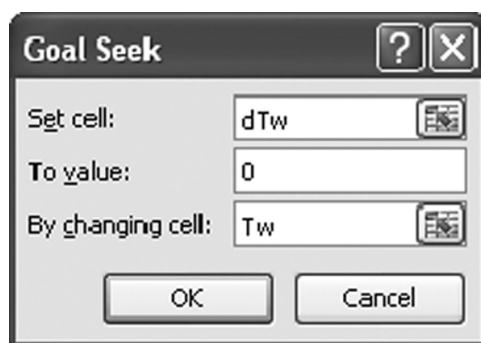 Goal Seek
Set cell: dTw
To value: 0
By changing cell: Tw
OK Cancel